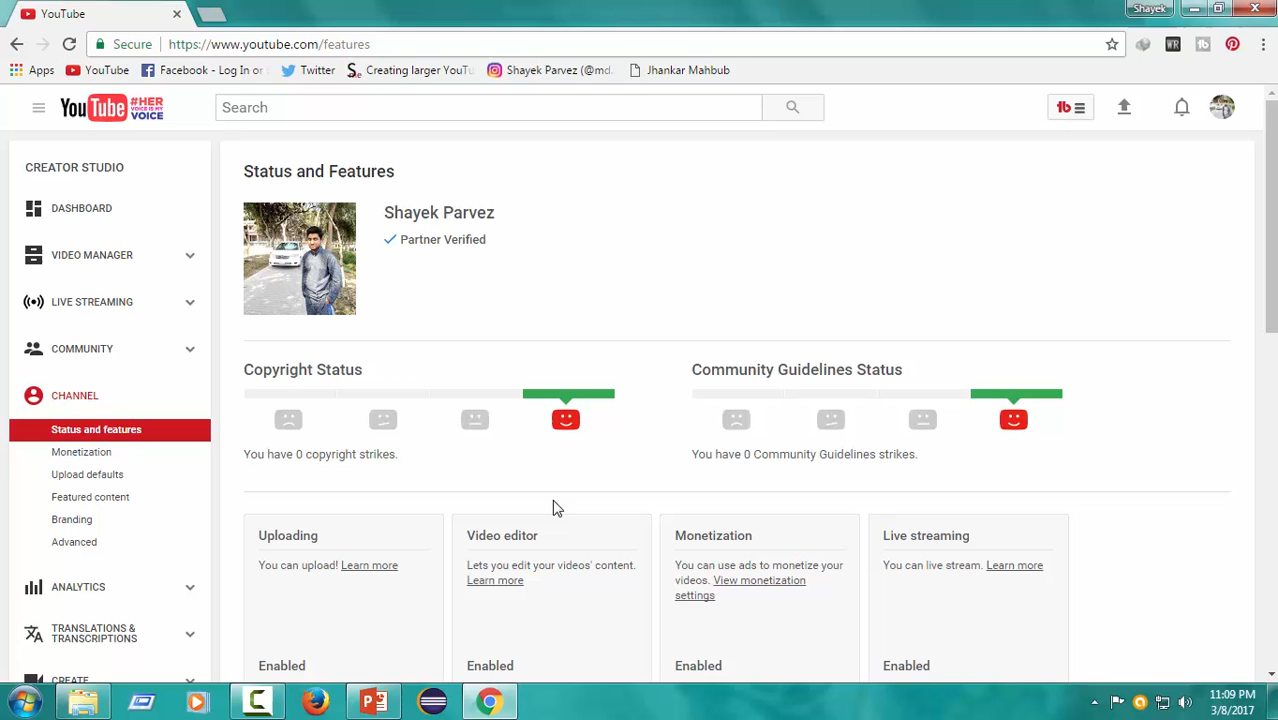 YouTube
Shayek
Secure
https://www.youtube.com/features
WR
tb
Apps
YouTube
Facebook - Log In or
Twitter
Creating larger YouTu
Shayek Parvez (@md.
Jhankar Mahbub
YouTube #HER VOICE IS MY VOICE
Search
tb
CREATOR STUDIO
DASHBOARD
VIDEO MANAGER
LIVE STREAMING
COMMUNITY
CHANNEL
Status and features
Monetization
Upload defaults
Featured content
Branding
Advanced
ANALYTICS
TRANSLATIONS &
TRANSCRIPTIONS
CREATE
Status and Features
Shayek Parvez
Partner Verified
Copyright Status
You have 0 copyright strikes.
Community Guidelines Status
You have 0 Community Guidelines strikes.
Uploading
You can upload! Learn more
Enabled
Video editor
Lets you edit your videos' content.
Learn more
Enabled
Monetization
You can use ads to monetize your
videos. View monetization
settings
Enabled
Live streaming
You can live stream. Learn more
Enabled
11:09 PM
3/8/2017